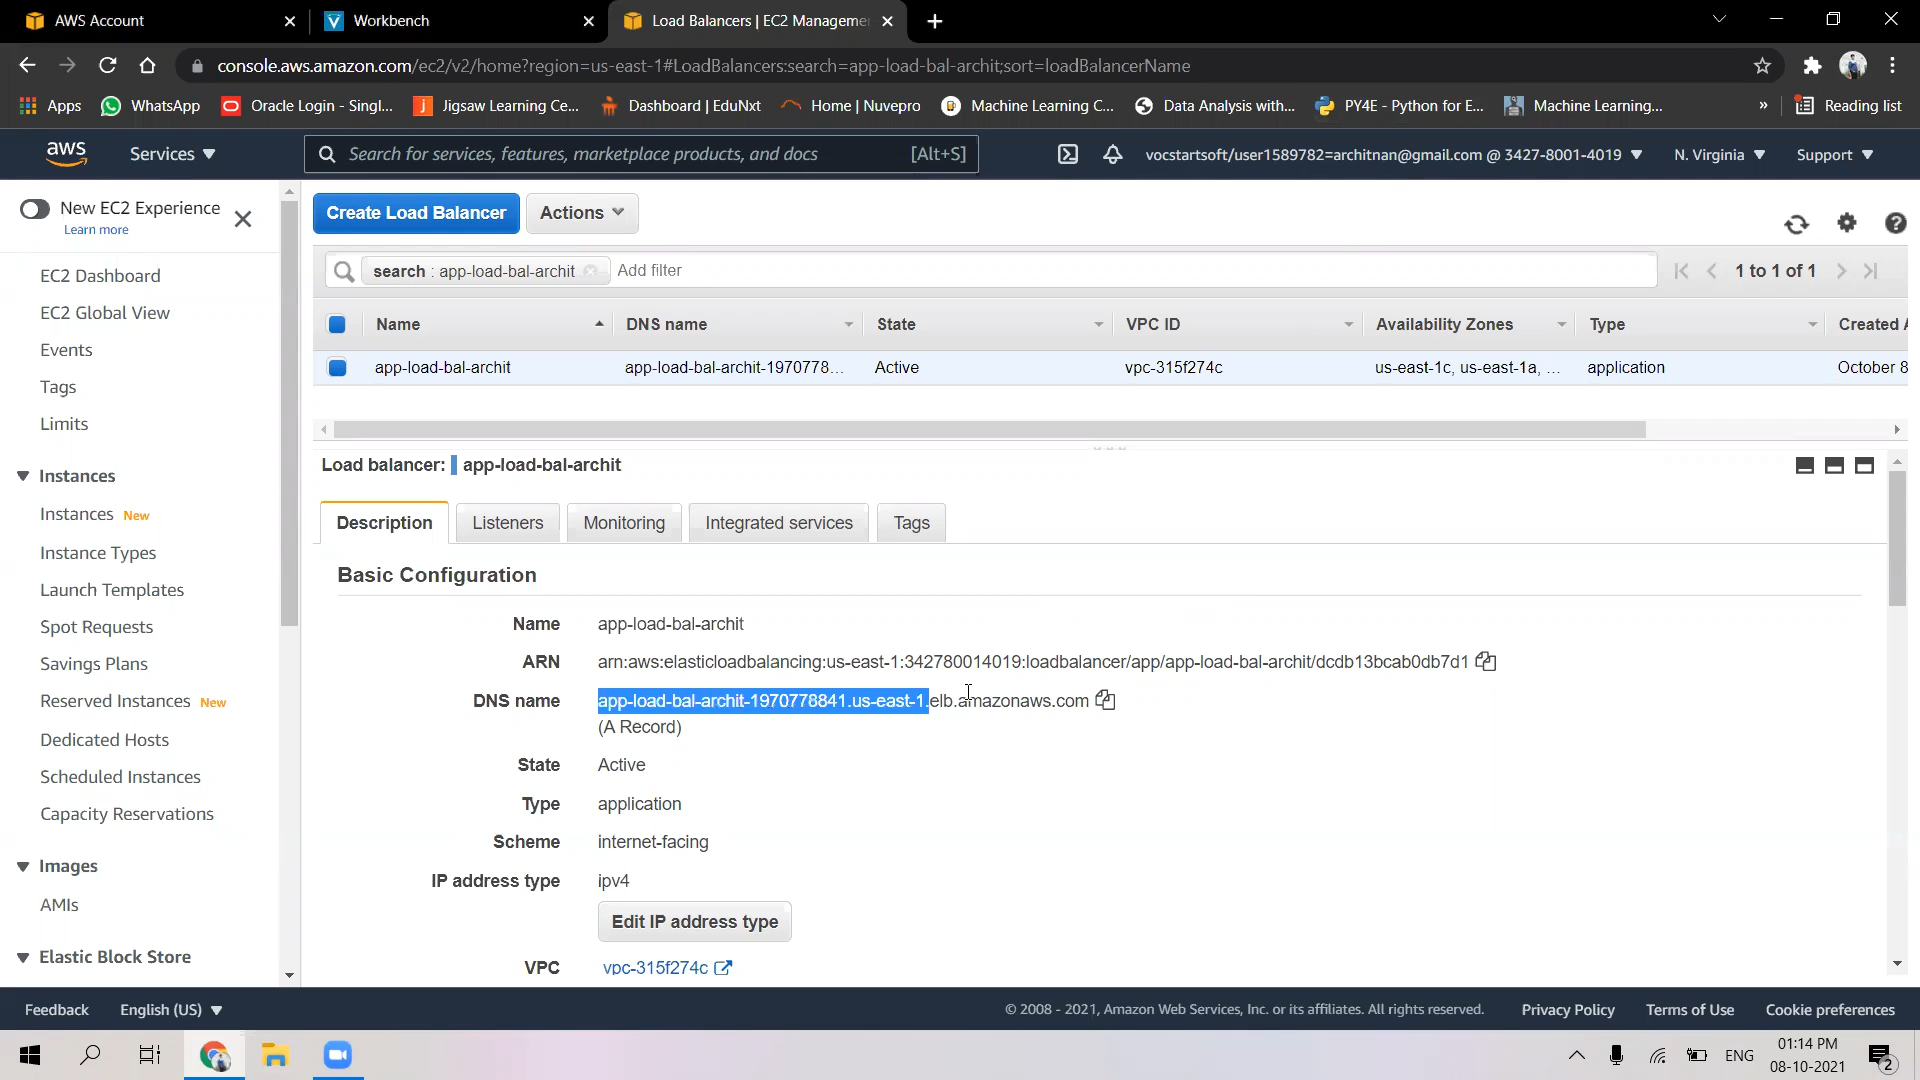 AWS Account
Workbench
Load Balancers | EC2 Manageme
console.aws.amazon.com/ec2/v2/home?region=us-east-1#LoadBalancers:search=app-load-bal-archit;sort=loadBalancerName
Apps
WhatsApp
Oracle Login - Singl...
Jigsaw Learning Ce...
Dashboard | EduNxt
Home | Nuvepro
Machine Learning C...
Data Analysis with...
PY4E - Python for E...
Machine Learning...
»
Reading list
aws
Services
Search for services, features, marketplace products, and docs
[Alt+S]
vocstartsoft/user1589782=architnan@gmail.com @ 3427-8001-4019
N. Virginia
Support
New EC2 Experience
Learn more
EC2 Dashboard
EC2 Global View
Events
Tags
Limits
Instances
Instances New
Instance Types
Launch Templates
Spot Requests
Savings Plans
Reserved Instances New
Dedicated Hosts
Scheduled Instances
Capacity Reservations
Images
AMIs
Elastic Block Store
Create Load Balancer
Actions
search : app-load-bal-archit
Add filter
1 to 1 of 1
Name
DNS name
State
VPC ID
Availability Zones
Type
Created A
app-load-bal-archit
app-load-bal-archit-1970778...
Active
vpc-315f274c
us-east-1c, us-east-1a, ...
application
October 8
Load balancer: app-load-bal-archit
Description
Listeners
Monitoring
Integrated services
Tags
Basic Configuration
Name app-load-bal-archit
ARN arn:aws:elasticloadbalancing:us-east-1:342780014019:loadbalancer/app/app-load-bal-archit/dcdb13bcab0db7d1
DNS name app-load-bal-archit-1970778841.us-east-1.elb.amazonaws.com
(A Record)
State Active
Type application
Scheme internet-facing
IP address type ipv4
Edit IP address type
VPC vpc-315f274c
Feedback
English (US)
© 2008 - 2021, Amazon Web Services, Inc. or its affiliates. All rights reserved.
Privacy Policy
Terms of Use
Cookie preferences
ENG
01:14 PM
08-10-2021
2